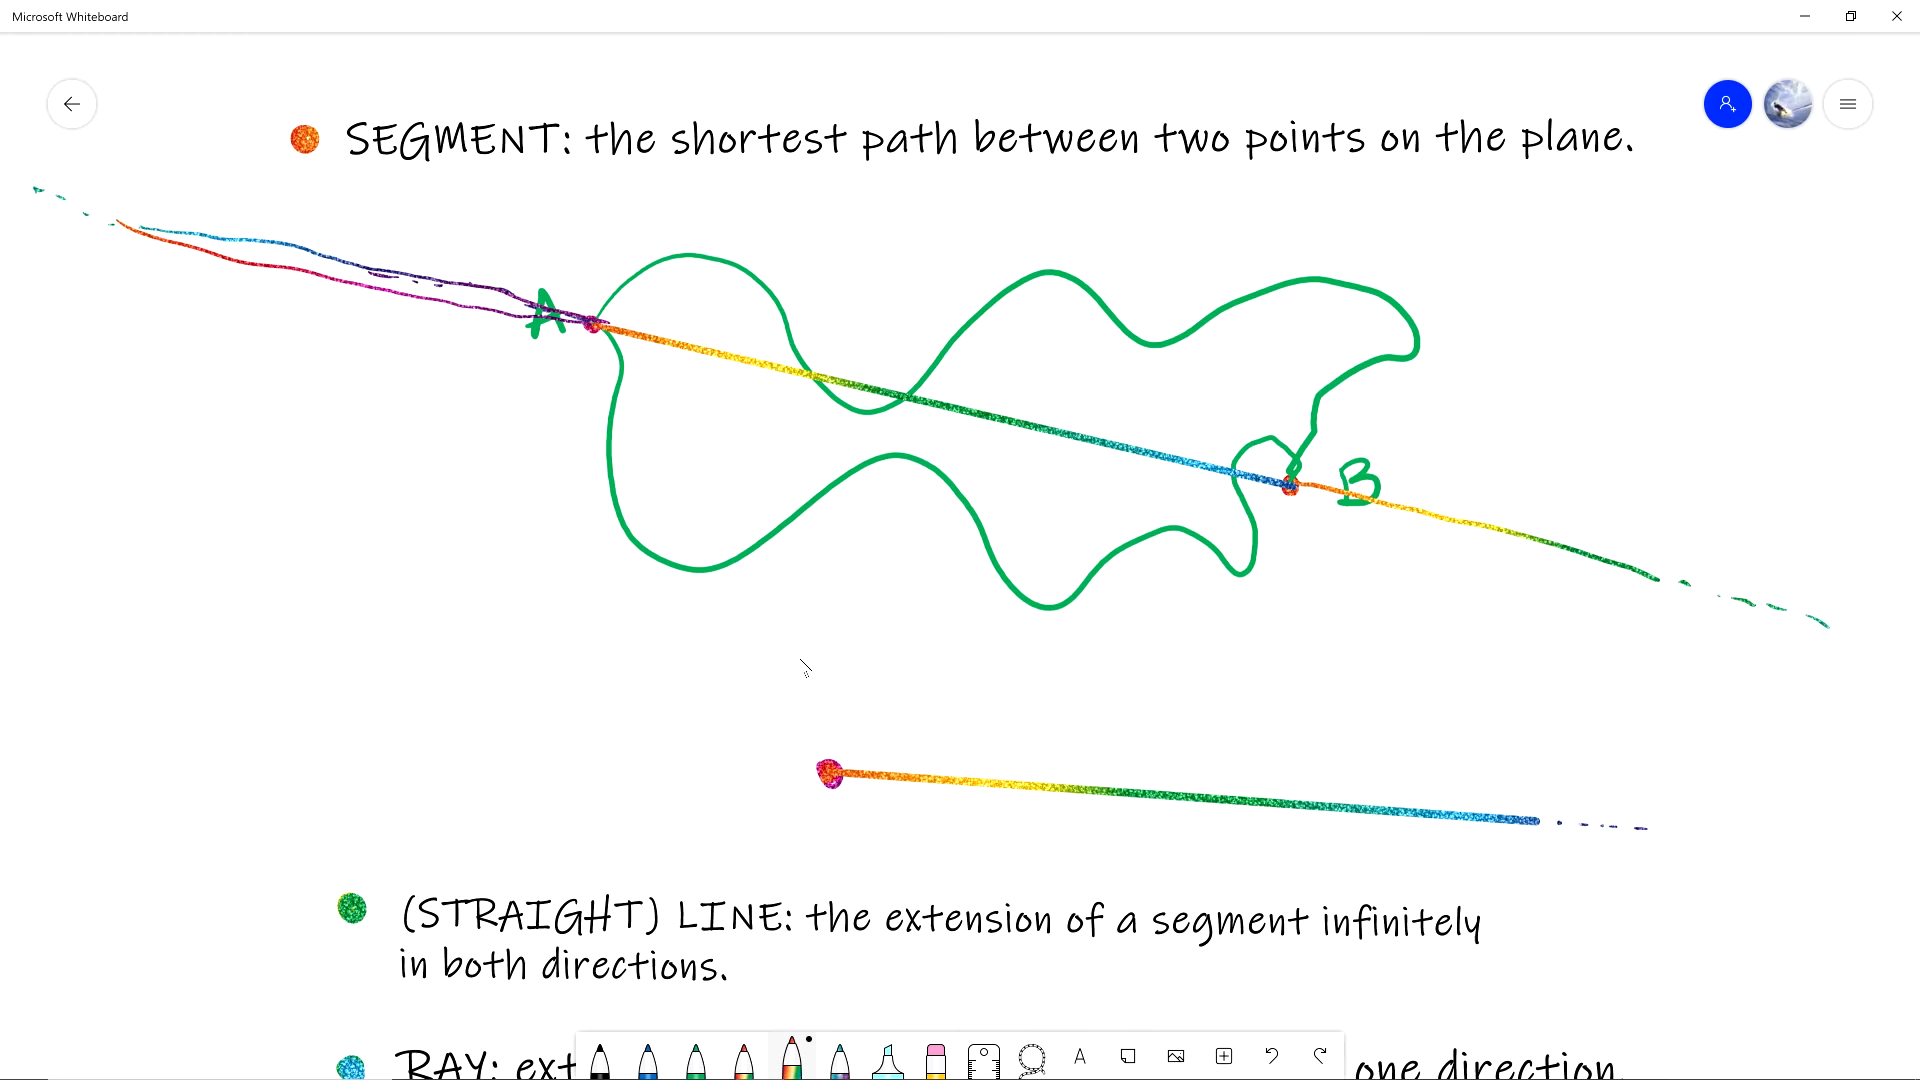 Microsoft Whiteboard
SEGMENT: the shortest path between two points on the plane.
A
B
(STRAIGHT) LINE: the extension of a segment infinitely
in both directions.
RAY: ext one direction.
A